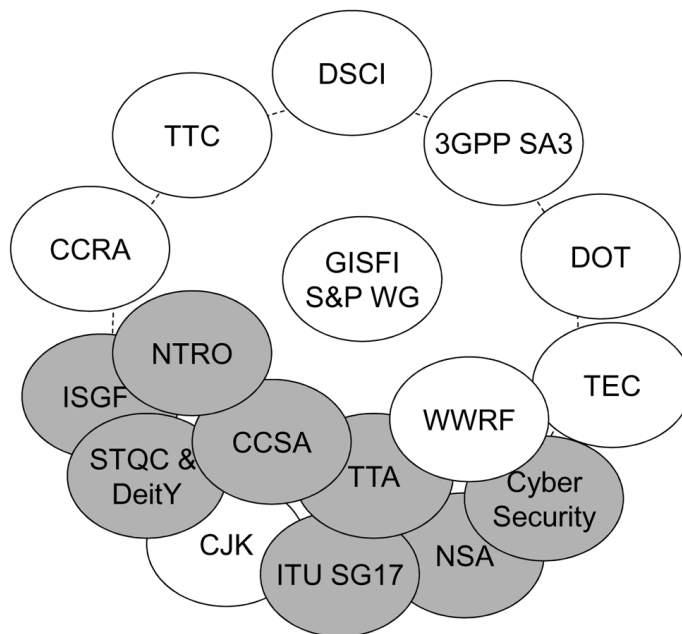 DSCI
TTC
3GPP SA3
CCRA
DOT
GISFI
S&P WG
NTRO
ISGF
TEC
WWRF
CCSA
STQC &
DeitY
TTA
Cyber
Security
CJK
NSA
ITU SG17